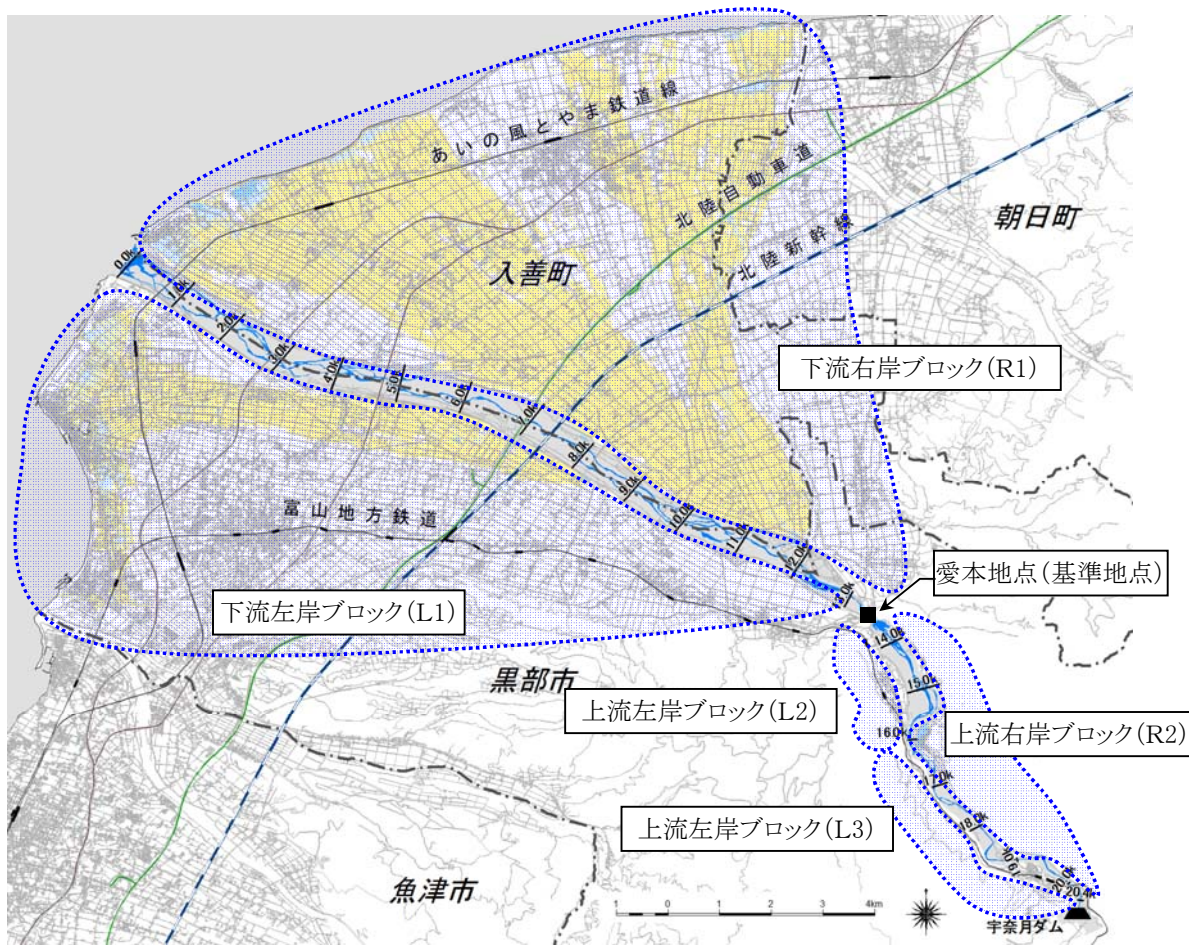 あいの風とやま鉄道線
北陸自動車道
朝日町
北陸新幹線
入善町
0.0k
1.0k
2.0k
3.0k
4.0k
5.0k
6.0k
7.0k
8.0k
9.0k
10.0k
11.0k
12.0k
13.0k
下流右岸ブロック(R1)
富山地方鉄道
愛本地点(基準地点)
下流左岸ブロック(L1)
14.0k
黒部市
15.0k
上流左岸ブロック(L2)
16.0k
上流右岸ブロック(R2)
17.0k
18.0k
上流左岸ブロック(L3)
19.0k
20.0k
20.4k
魚津市
1 0 1 2 3 4km
宇奈月ダム